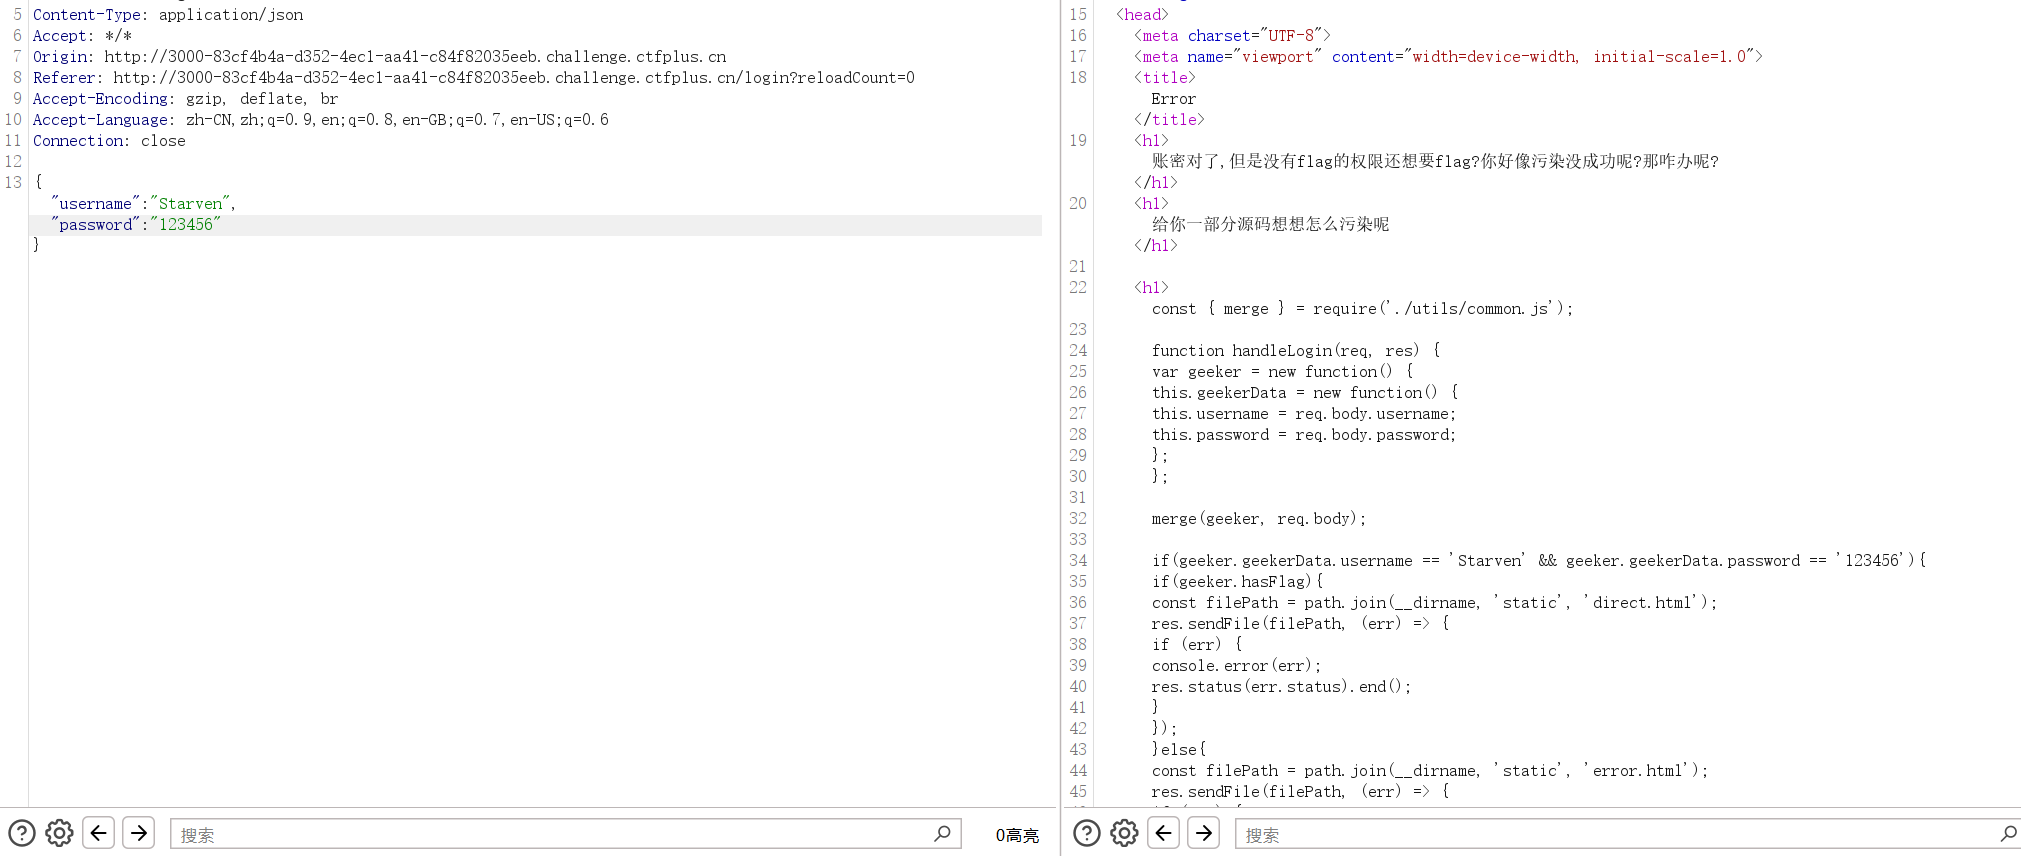 5 Content-Type: application/json
6 Accept: */*
7 Origin: http://3000-83cf4b4a-d352-4ec1-aa41-c84f82035eeb.challenge.ctfplus.cn
8 Referer: http://3000-83cf4b4a-d352-4ec1-aa41-c84f82035eeb.challenge.ctfplus.cn/login?reloadCount=0
9 Accept-Encoding: gzip, deflate, br
10 Accept-Language: zh-CN,zh;q=0.9,en;q=0.8,en-GB;q=0.7,en-US;q=0.6
11 Connection: close
12
13 {
"username":"Starven",
"password":"123456"
}
搜索
0高亮
15 <head>
16 <meta charset="UTF-8">
17 <meta name="viewport" content="width=device-width, initial-scale=1.0">
18 <title>
Error
</title>
19 <h1>
账密对了,但是没有flag的权限还想要flag?你好像污染没成功呢?那咋办呢?
</h1>
20 <h1>
给你一部分源码想想怎么污染呢
</h1>
21
22 <h1>
const { merge } = require('./utils/common.js');
23
24 function handleLogin(req, res) {
25 var geeker = new function() {
26 this.geekerData = new function() {
27 this.username = req.body.username;
28 this.password = req.body.password;
29 };
30 };
31
32 merge(geeker, req.body);
33
34 if(geeker.geekerData.username == 'Starven' && geeker.geekerData.password == '123456'){
35 if(geeker.hasFlag){
36 const filePath = path.join(__dirname, 'static', 'direct.html');
37 res.sendFile(filePath, (err) => {
38 if (err) {
39 console.error(err);
40 res.status(err.status).end();
41 }
42 });
43 }else{
44 const filePath = path.join(__dirname, 'static', 'error.html');
45 res.sendFile(filePath, (err) => {
搜索